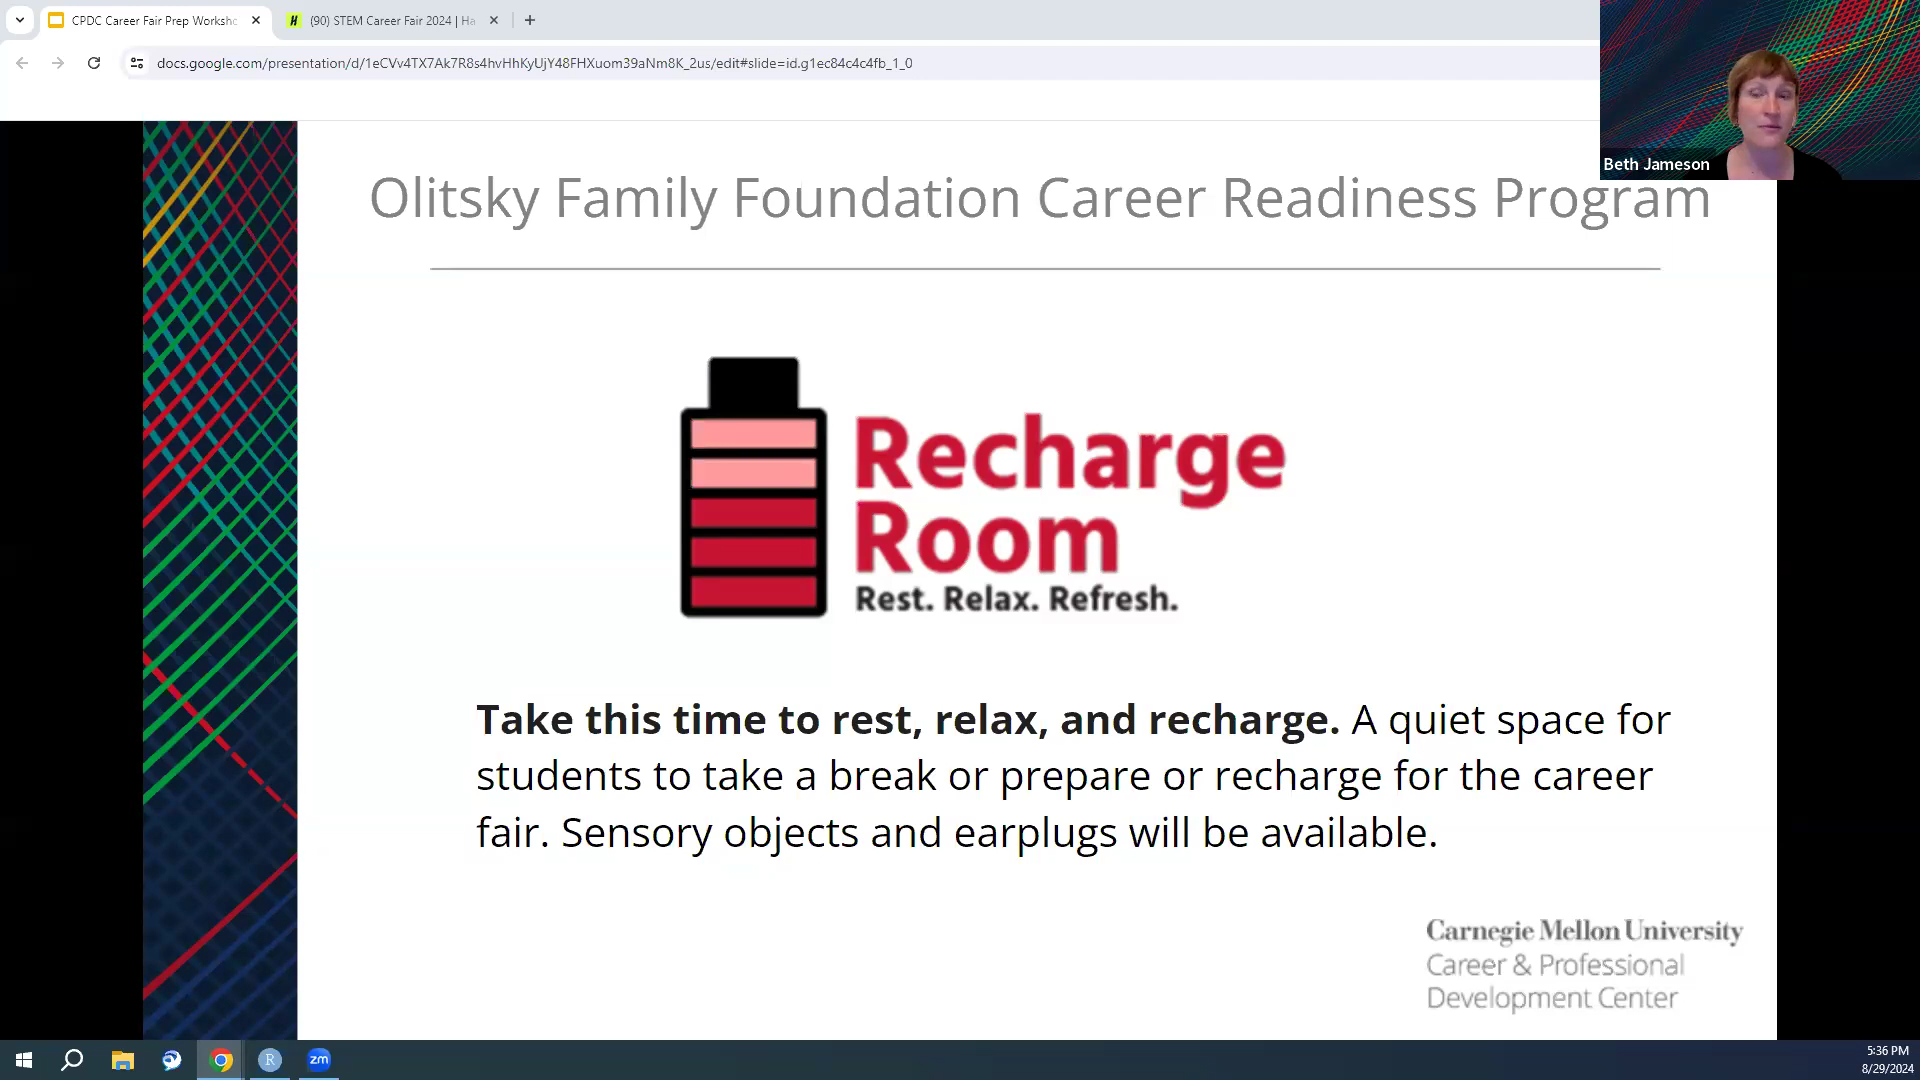 CPDC Career Fair Prep Worksho
(90) STEM Career Fair 2024 | Ha
docs.google.com/presentation/d/1eCVv4TX7Ak7R8s4hvHhKyUjY48FHXuom39aNm8K_2us/edit#slide=id.g1ec84c4c4fb_1_0
Beth Jameson
Olitsky Family Foundation Career Readiness Program
Recharge
Room
Rest. Relax. Refresh.
Take this time to rest, relax, and recharge. A quiet space for
students to take a break or prepare or recharge for the career
fair. Sensory objects and earplugs will be available.
Carnegie Mellon University
Career & Professional
Development Center
R
zm
5:36 PM
8/29/2024